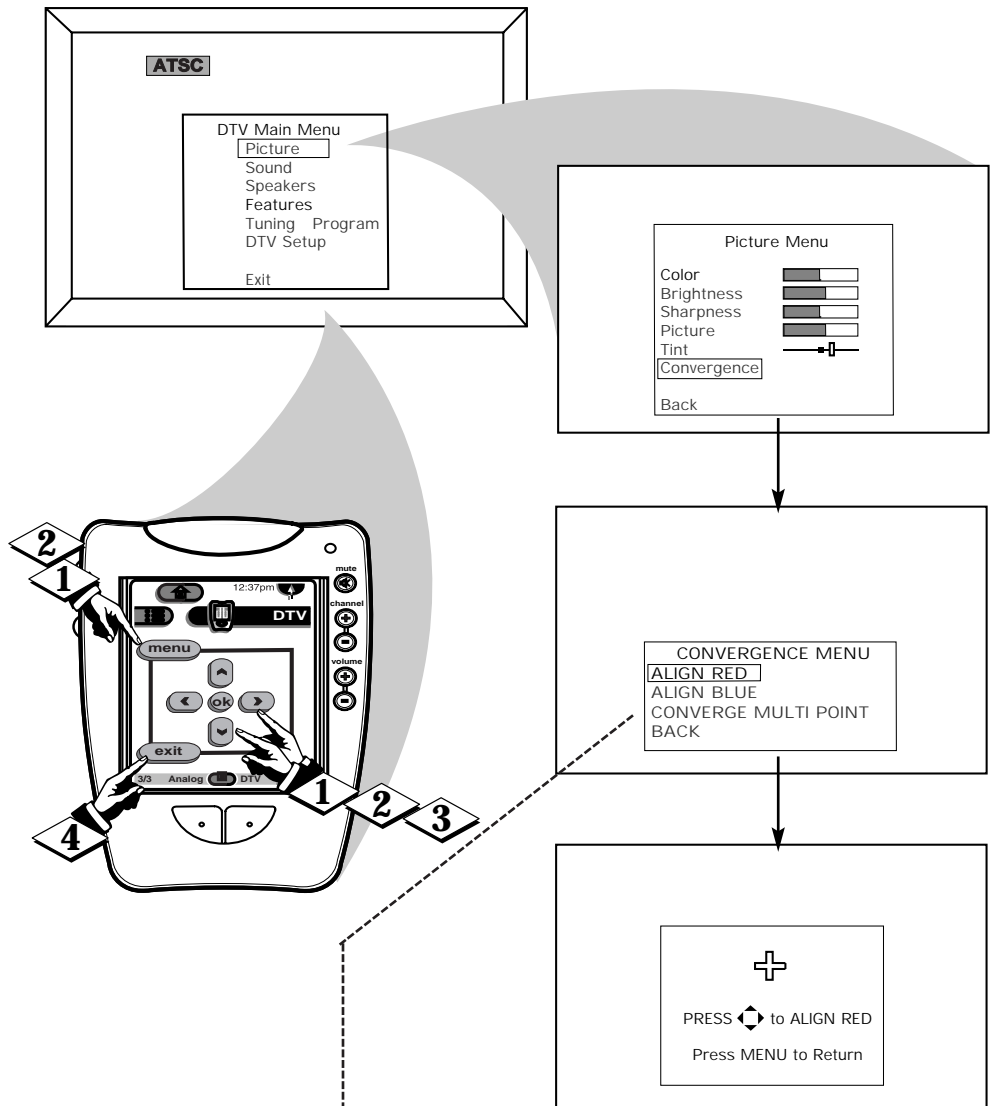 ATSC
DTV Main Menu
Picture
Sound
Speakers
Features
Tuning Program
DTV Setup
Exit
Picture Menu
Color
Brightness
Sharpness
Picture
Tint
Convergence
Back
2
1
12:37pm
DTV
mute
channel
volume
menu
ok
exit
3/3 Analog DTV
1
2
3
4
CONVERGENCE MENU
ALIGN RED
ALIGN BLUE
CONVERGE MULTI POINT
BACK
PRESS to ALIGN RED
Press MENU to Return